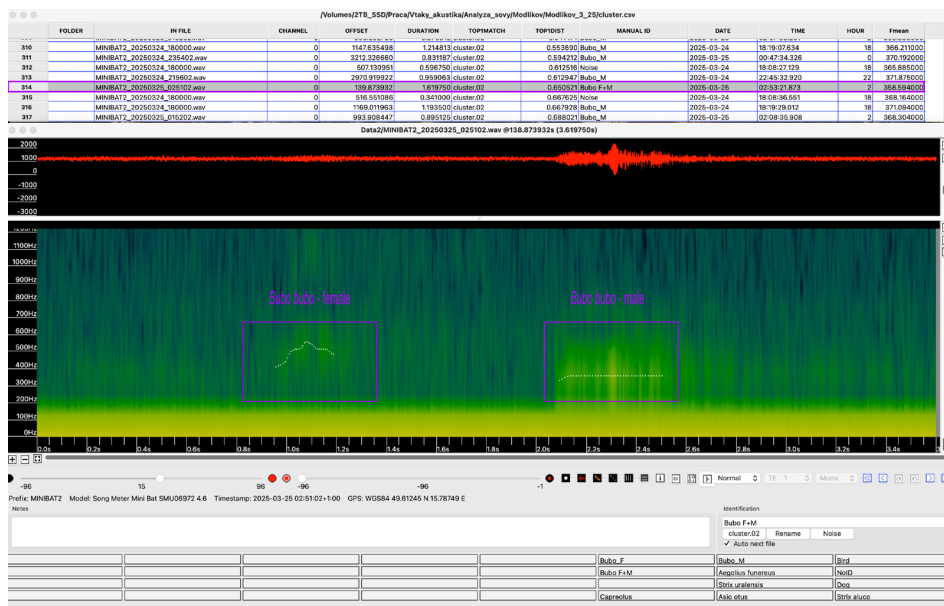 /Volumes/2TB_SSD/Praca/Vtaky_akustika/Analyza_sovy/Modlikov/Modlikov_3_25/cluster.csv
FOLDER IN FILE CHANNEL OFFSET DURATION TOP1MATCH TOP1DIST MANUAL ID DATE TIME HOUR Fmean
310 MINIBAT2_20250324_180000.wav 0 1147.635498 1.214813 cluster.02 0.553690 Bubo_M 2025-03-24 18:19:07.634 18 366.211000
311 MINIBAT2_20250324_235402.wav 0 3212.326660 0.831187 cluster.02 0.594212 Bubo_M 2025-03-25 00:47:34.326 0 370.192000
312 MINIBAT2_20250324_180000.wav 0 507.130951 0.596750 cluster.02 0.612516 Noise 2025-03-24 18:08:27.129 18 365.885000
313 MINIBAT2_20250324_215602.wav 0 2970.919922 0.959063 cluster.02 0.612947 Bubo_M 2025-03-24 22:45:32.920 22 371.875000
314 MINIBAT2_20250325_025102.wav 0 139.873932 1.619750 cluster.02 0.650521 Bubo F+M 2025-03-25 02:53:21.873 2 358.594000
315 MINIBAT2_20250324_180000.wav 0 516.551086 0.341000 cluster.02 0.667625 Noise 2025-03-24 18:08:36.551 18 368.164000
316 MINIBAT2_20250324_180000.wav 0 1169.011963 1.193500 cluster.02 0.667928 Bubo_M 2025-03-24 18:19:29.012 18 371.094000
317 MINIBAT2_20250325_015202.wav 0 993.908447 0.895125 cluster.02 0.688021 Bubo_M 2025-03-25 02:08:35.908 2 368.304000
Data2/MINIBAT2_20250325_025102.wav @138.873932s (3.619750s)
2000
1000
0
-1000
-2000
-3000
1100Hz
1000Hz
900Hz
800Hz
Bubo bubo - female Bubo bubo - male
700Hz
600Hz
500Hz
400Hz
300Hz
200Hz
100Hz
0Hz
0.0s 0.2s 0.4s 0.6s 0.8s 1.0s 1.2s 1.4s 1.6s 1.8s 2.0s 2.2s 2.4s 2.6s 2.8s 3.0s 3.2s 3.4s
-96 15 96 -96 -96 -1 Normal TE 1 Mono
Prefix: MINIBAT2 Model: Song Meter Mini Bat SMU06972 4.6 Timestamp: 2025-03-25 02:51:02+1:00 GPS: WGS84 49.61245 N 15.78749 E
Notes Identification
Bubo F+M
cluster.02 Rename Noise
✓ Auto next file
Bubo_F Bubo_M Bird
Bubo F+M Aegolius funereus NoID
Strix uralensis Dog
Capreolus Asio otus Strix aluco